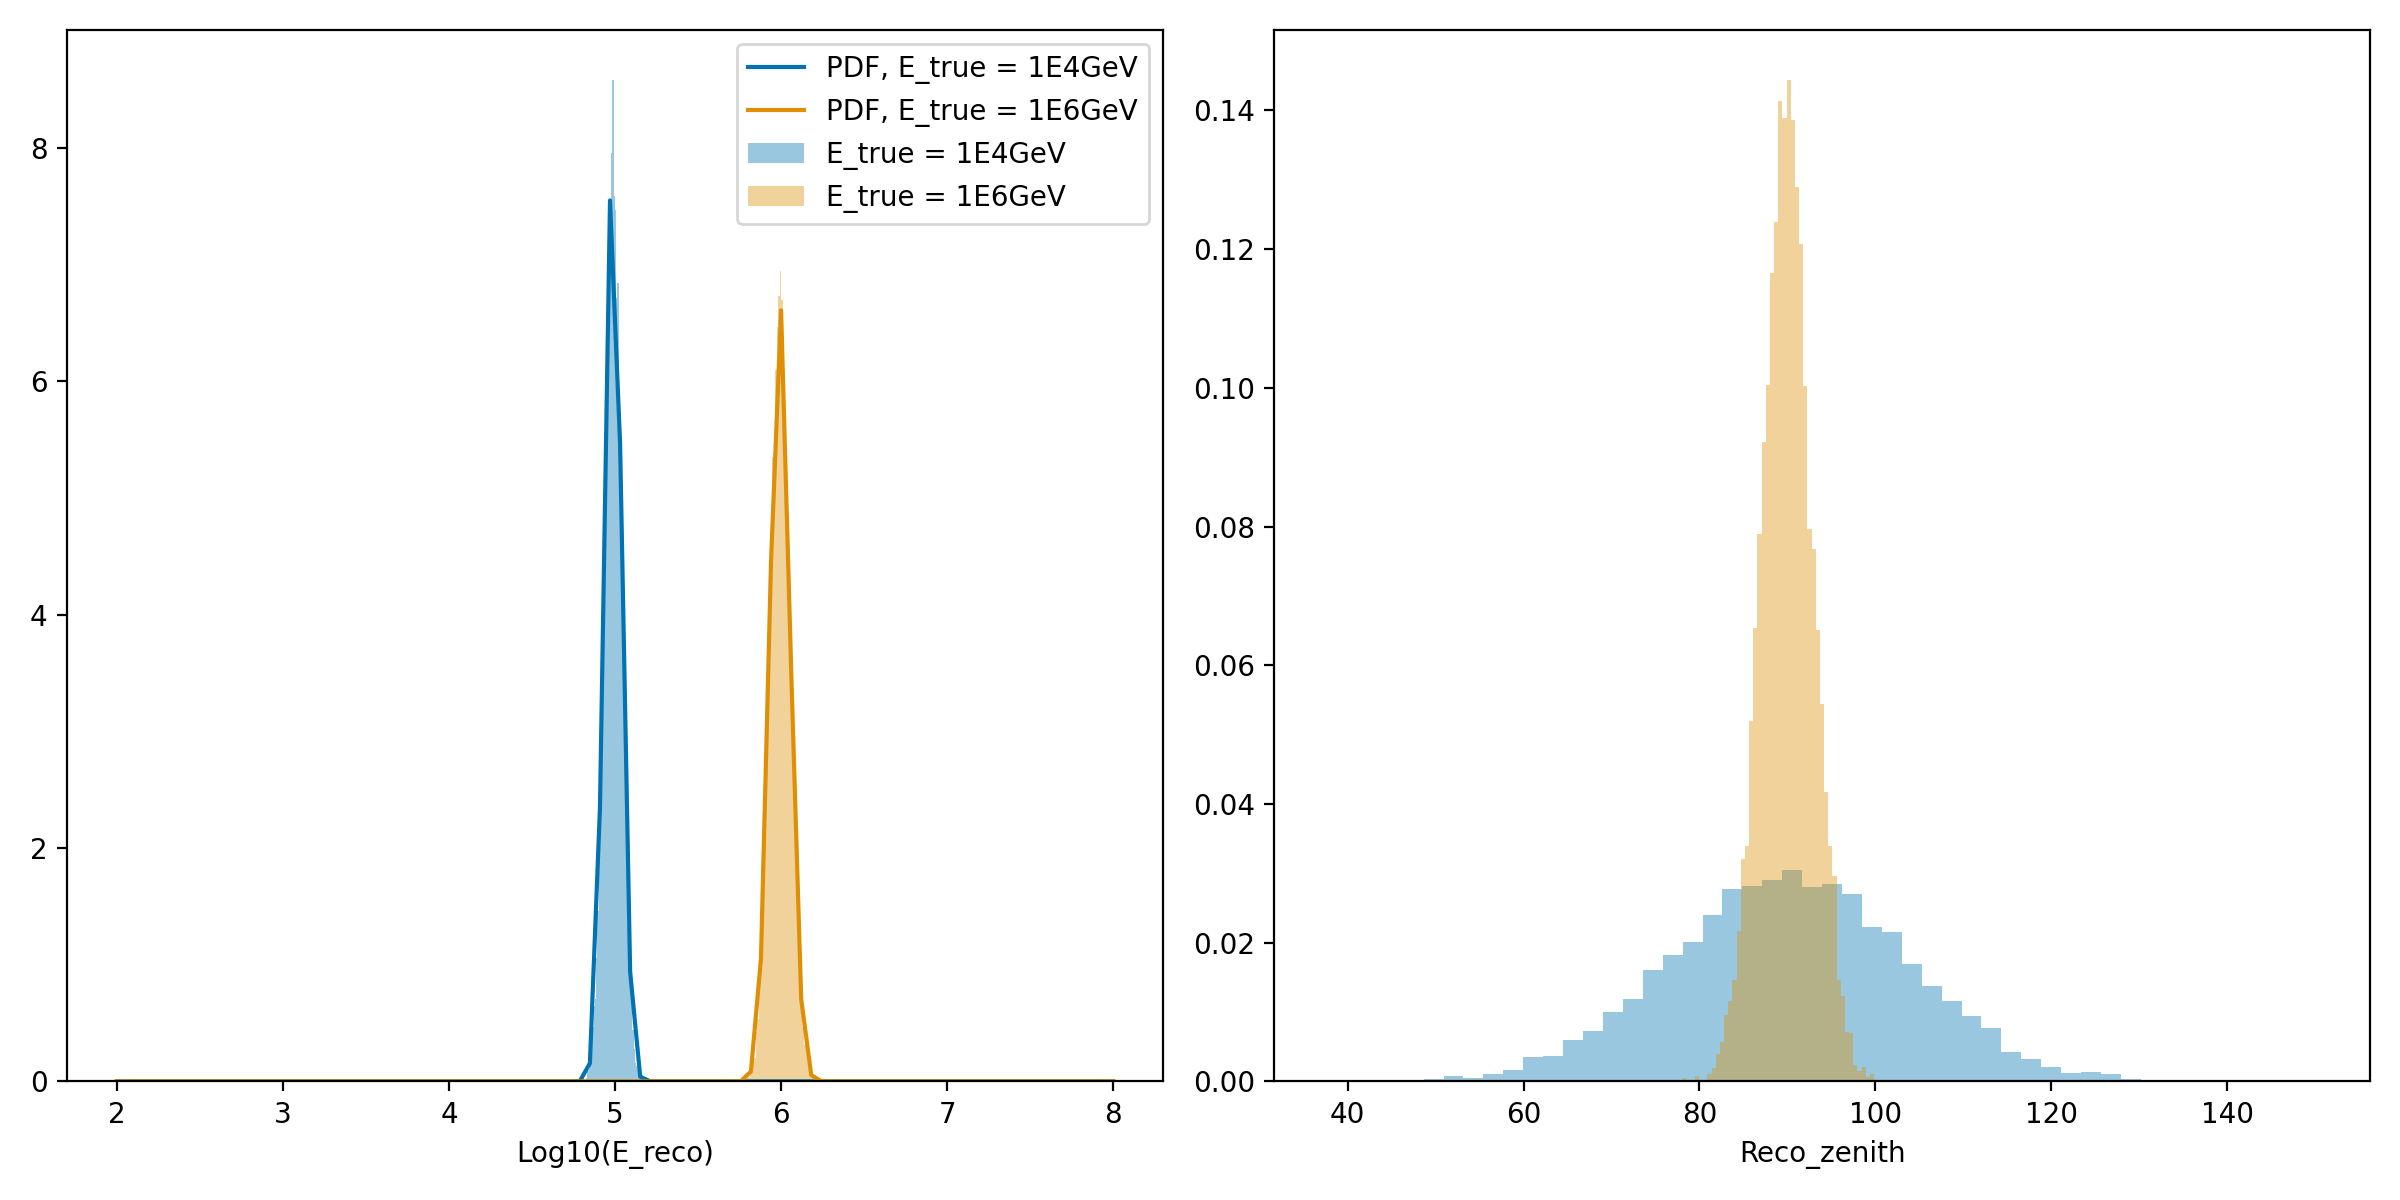 PDF, E_true = 1E4GeV
PDF, E_true = 1E6GeV
E_true = 1E4GeV
E_true = 1E6GeV
8
6
4
2
0
2 3 4 5 6 7 8
Log10(E_reco)
0.14
0.12
0.10
0.08
0.06
0.04
0.02
0.00
40 60 80 100 120 140
Reco_zenith